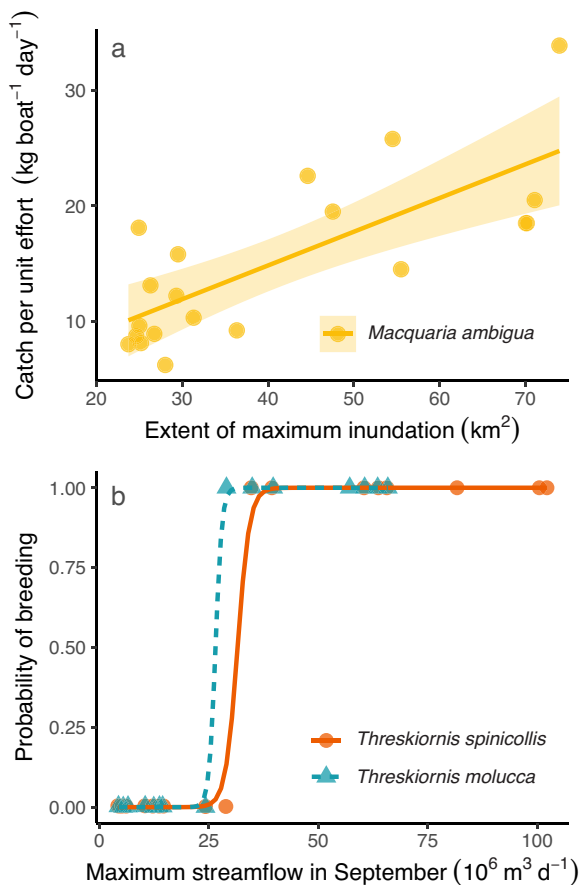 a
Catch per unit effort (kg boat⁻¹ day⁻¹)
30
20
10
Macquaria ambigua
20 30 40 50 60 70
Extent of maximum inundation (km²)
b
Probability of breeding
1.00
0.75
0.50
0.25
0.00
Threskiornis spinicollis
Threskiornis molucca
0 25 50 75 100
Maximum streamflow in September (10⁶ m³ d⁻¹)